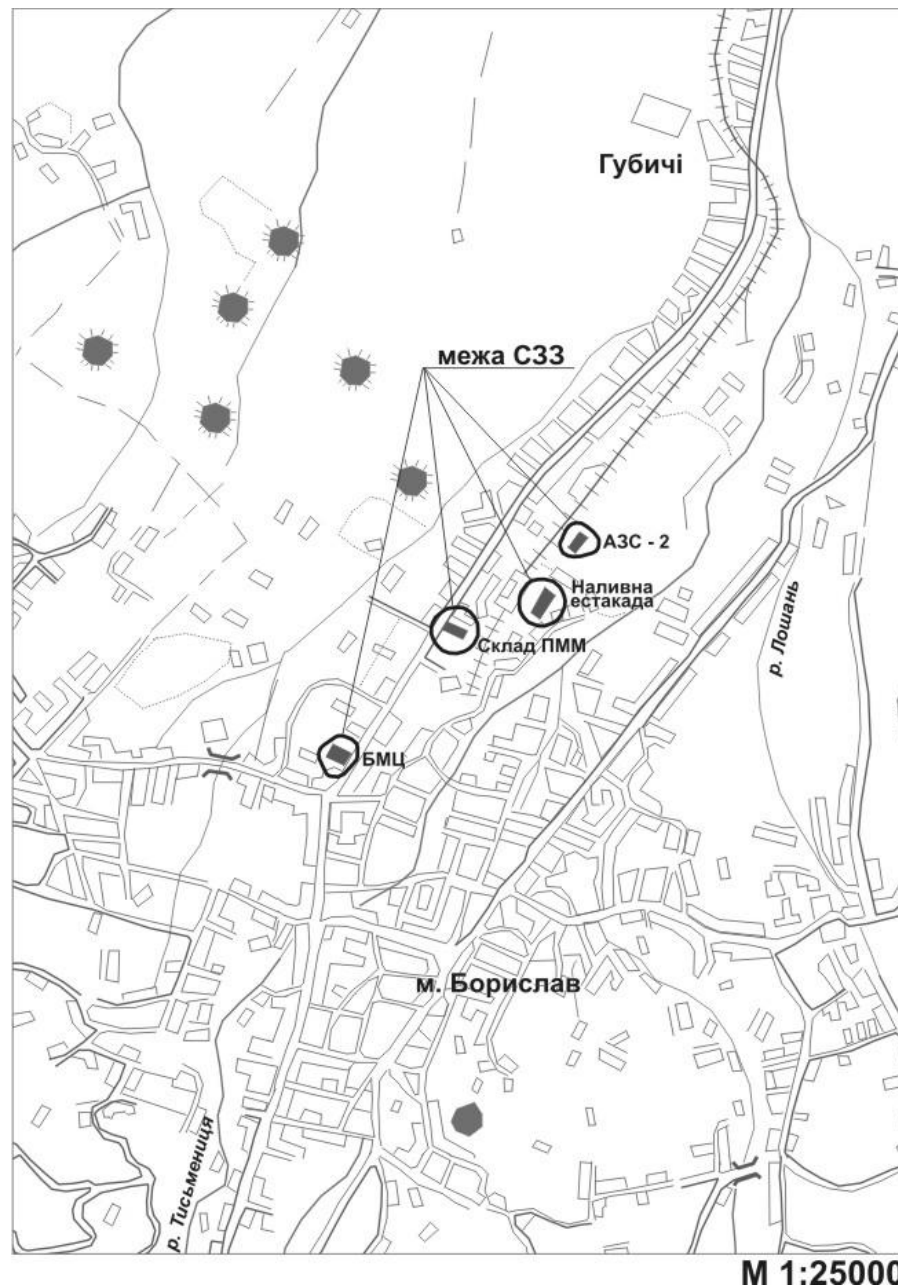 Губичі
межа СЗЗ
АЗС - 2
Наливна
естакада
р. Лошань
Склад ПММ
БМЦ
м. Борислав
р. Тисьмениця
М 1:25000